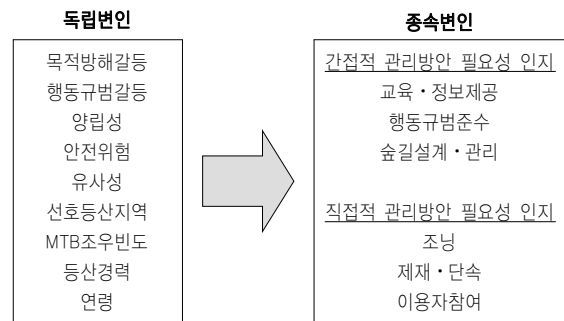 독립변인
목적방해갈등
행동규범갈등
양립성
안전위험
유사성
선호등산지역
MTB조우빈도
등산경력
연령
종속변인
간접적 관리방안 필요성 인지
교육・정보제공
행동규범준수
숲길설계・관리
직접적 관리방안 필요성 인지
조닝
제재・단속
이용자참여